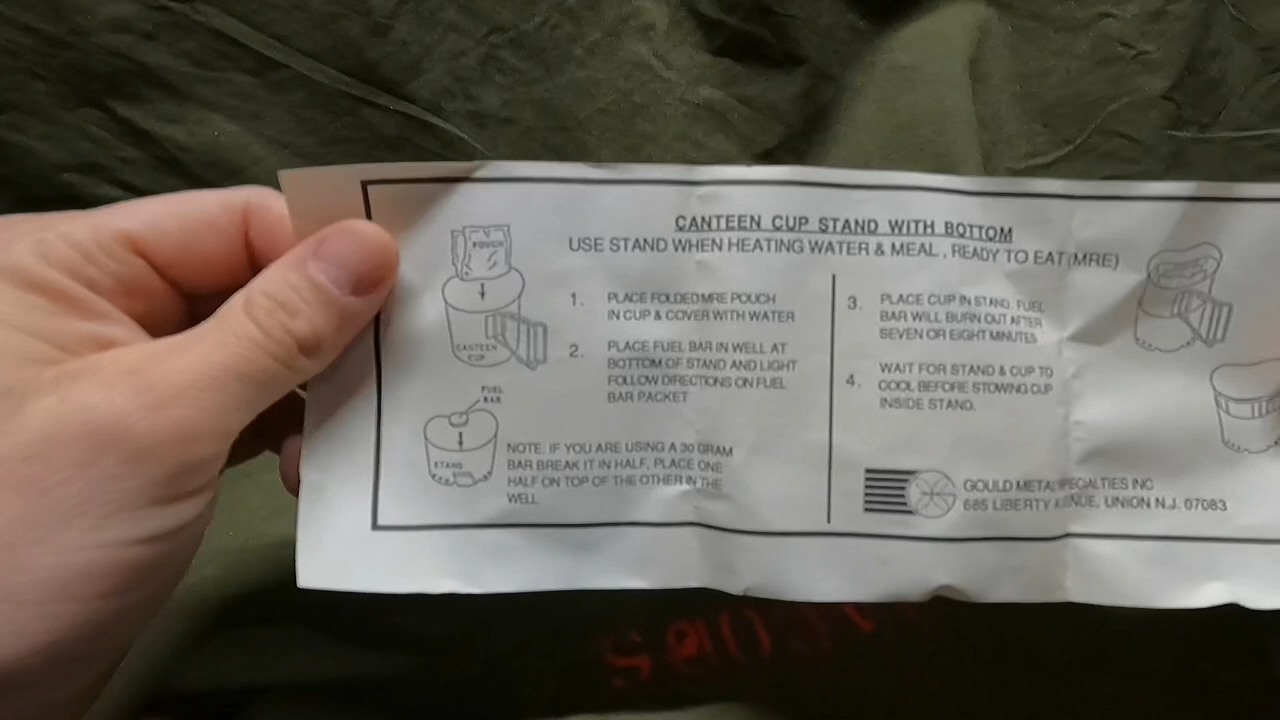 CANTEEN CUP STAND WITH BOTTOM
USE STAND WHEN HEATING WATER & MEAL , READY TO EAT (MRE)
POUCH
CANTEEN
CUP
1. PLACE FOLDED MRE POUCH
IN CUP & COVER WITH WATER
2. PLACE FUEL BAR IN WELL AT
BOTTOM OF STAND AND LIGHT
FOLLOW DIRECTIONS ON FUEL
BAR PACKET
FUEL
BAR
STAND
NOTE: IF YOU ARE USING A 30 GRAM
BAR BREAK IT IN HALF, PLACE ONE
HALF ON TOP OF THE OTHER IN THE
WELL
3. PLACE CUP IN STAND. FUEL
BAR WILL BURN OUT AFTER
SEVEN OR EIGHT MINUTES
4. WAIT FOR STAND & CUP TO
COOL BEFORE STOWING CUP
INSIDE STAND.
GOULD METAL SPECIALTIES INC
685 LIBERTY AVENUE, UNION N.J. 07083